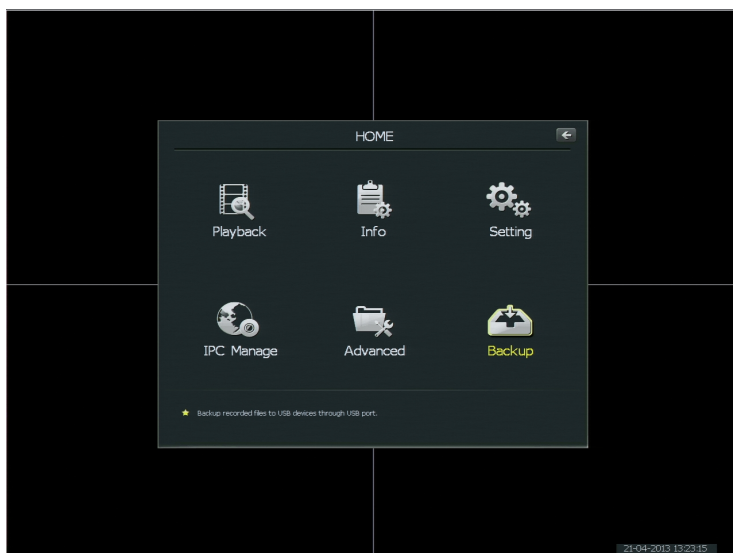 HOME
Playback
Info
Setting
IPC Manage
Advanced
Backup
Backup recorded files to USB devices through USB port.
21-04-2013 13:23:15